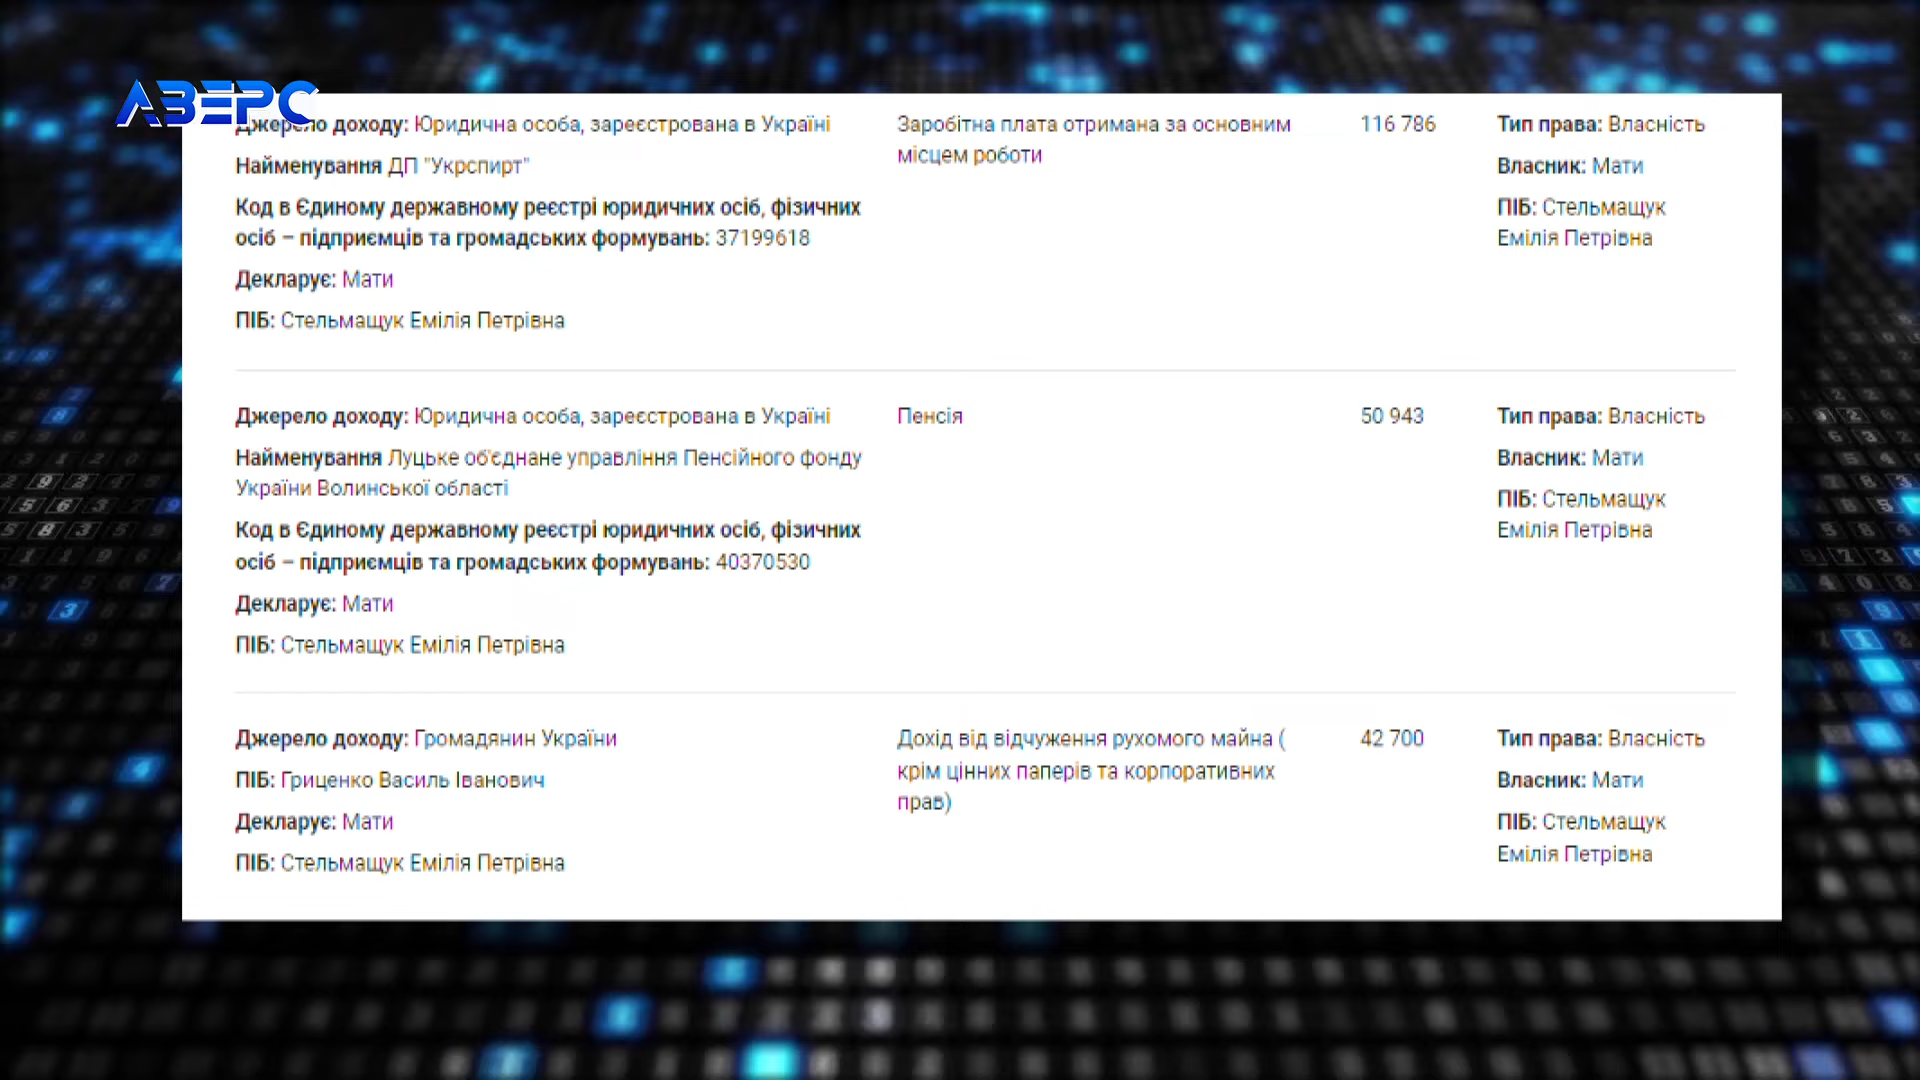 АВЕРС
Джерело доходу: Юридична особа, зареєстрована в Україні
Найменування ДП "Укрспирт"
Код в Єдиному державному реєстрі юридичних осіб, фізичних
осіб – підприємців та громадських формувань: 37199618
Декларує: Мати
ПІБ: Стельмащук Емілія Петрівна
Заробітна плата отримана за основним
місцем роботи
116 786
Тип права: Власність
Власник: Мати
ПІБ: Стельмащук
Емілія Петрівна
Джерело доходу: Юридична особа, зареєстрована в Україні
Найменування Луцьке об'єднане управління Пенсійного фонду
України Волинської області
Код в Єдиному державному реєстрі юридичних осіб, фізичних
осіб – підприємців та громадських формувань: 40370530
Декларує: Мати
ПІБ: Стельмащук Емілія Петрівна
Пенсія
50 943
Тип права: Власність
Власник: Мати
ПІБ: Стельмащук
Емілія Петрівна
Джерело доходу: Громадянин України
ПІБ: Гриценко Василь Іванович
Декларує: Мати
ПІБ: Стельмащук Емілія Петрівна
Дохід від відчуження рухомого майна (
крім цінних паперів та корпоративних
прав)
42 700
Тип права: Власність
Власник: Мати
ПІБ: Стельмащук
Емілія Петрівна